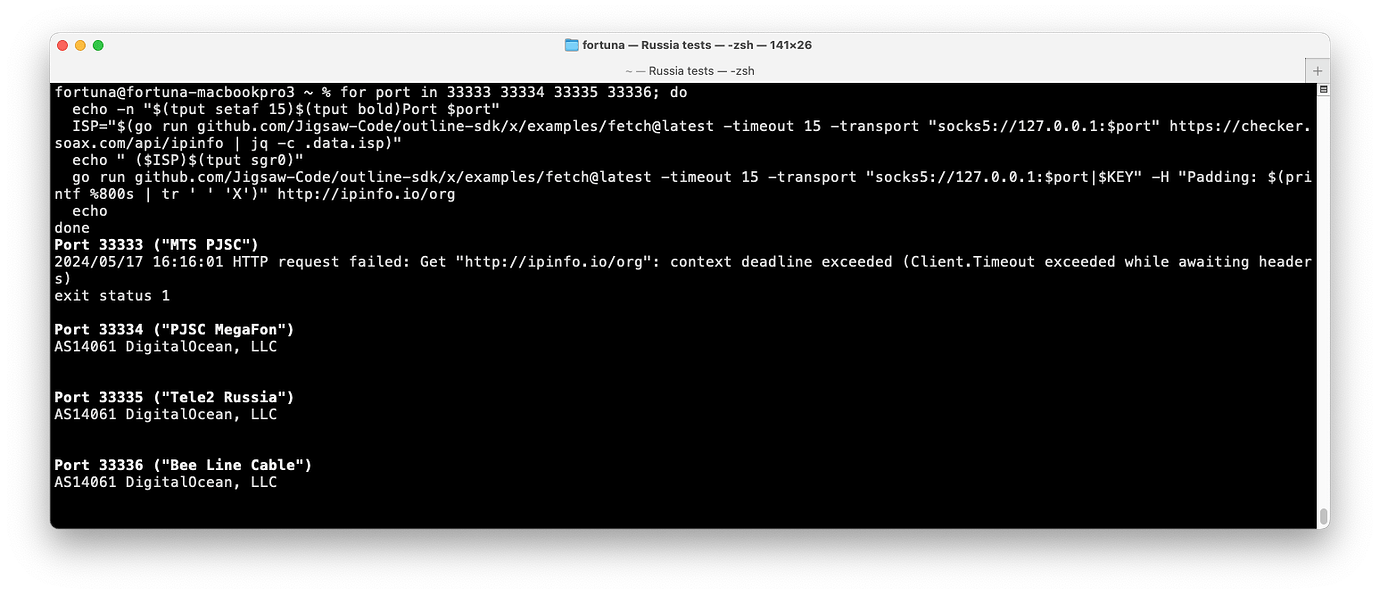 fortuna — Russia tests — -zsh — 141×26
~ — Russia tests — -zsh
fortuna@fortuna-macbookpro3 ~ % for port in 33333 33334 33335 33336; do
  echo -n "$(tput setaf 15)$(tput bold)Port $port"
  ISP="$(go run github.com/Jigsaw-Code/outline-sdk/x/examples/fetch@latest -timeout 15 -transport "socks5://127.0.0.1:$port" https://checker.
soax.com/api/ipinfo | jq -c .data.isp)"
  echo " ($ISP)$(tput sgr0)"
  go run github.com/Jigsaw-Code/outline-sdk/x/examples/fetch@latest -timeout 15 -transport "socks5://127.0.0.1:$port|$KEY" -H "Padding: $(pri
ntf %800s | tr ' ' 'X')" http://ipinfo.io/org
  echo
done
Port 33333 ("MTS PJSC")
2024/05/17 16:16:01 HTTP request failed: Get "http://ipinfo.io/org": context deadline exceeded (Client.Timeout exceeded while awaiting header
s)
exit status 1
Port 33334 ("PJSC MegaFon")
AS14061 DigitalOcean, LLC
Port 33335 ("Tele2 Russia")
AS14061 DigitalOcean, LLC
Port 33336 ("Bee Line Cable")
AS14061 DigitalOcean, LLC